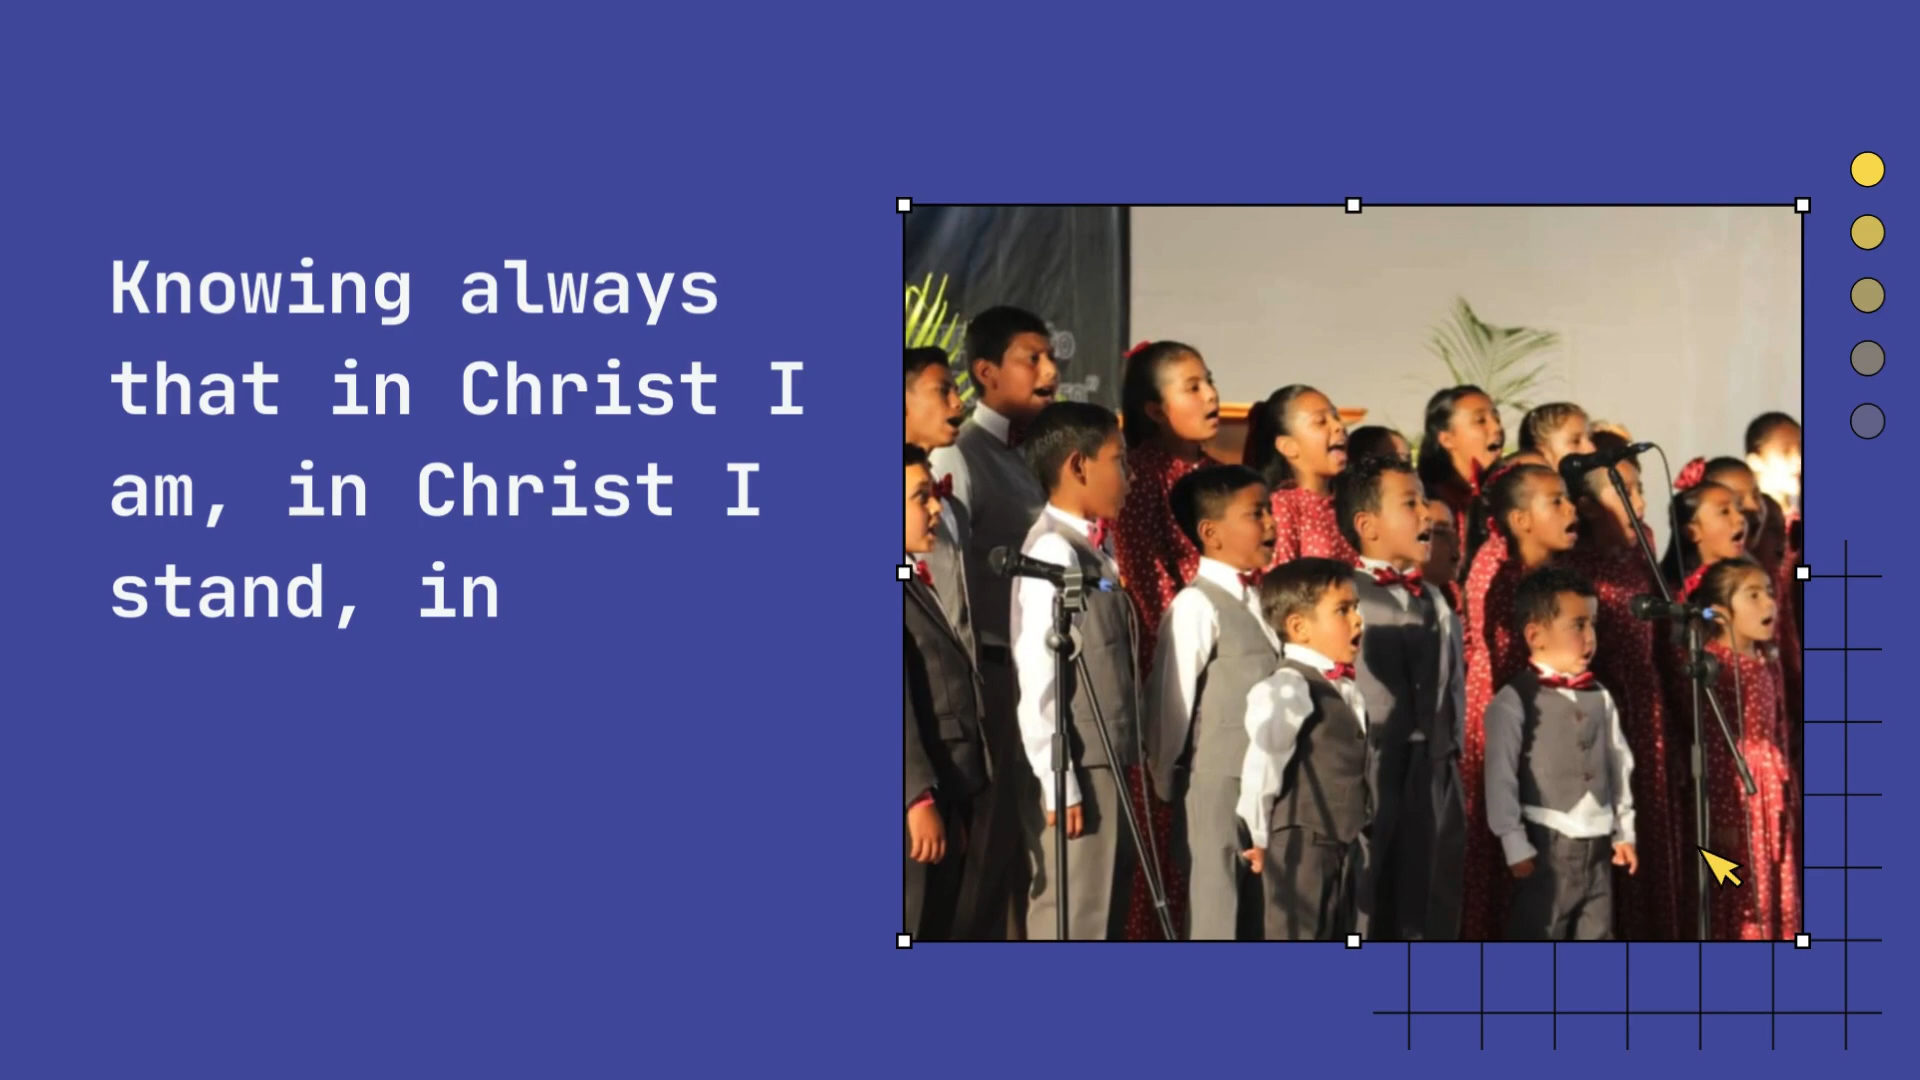 Knowing always
that in Christ I
am, in Christ I
stand, in